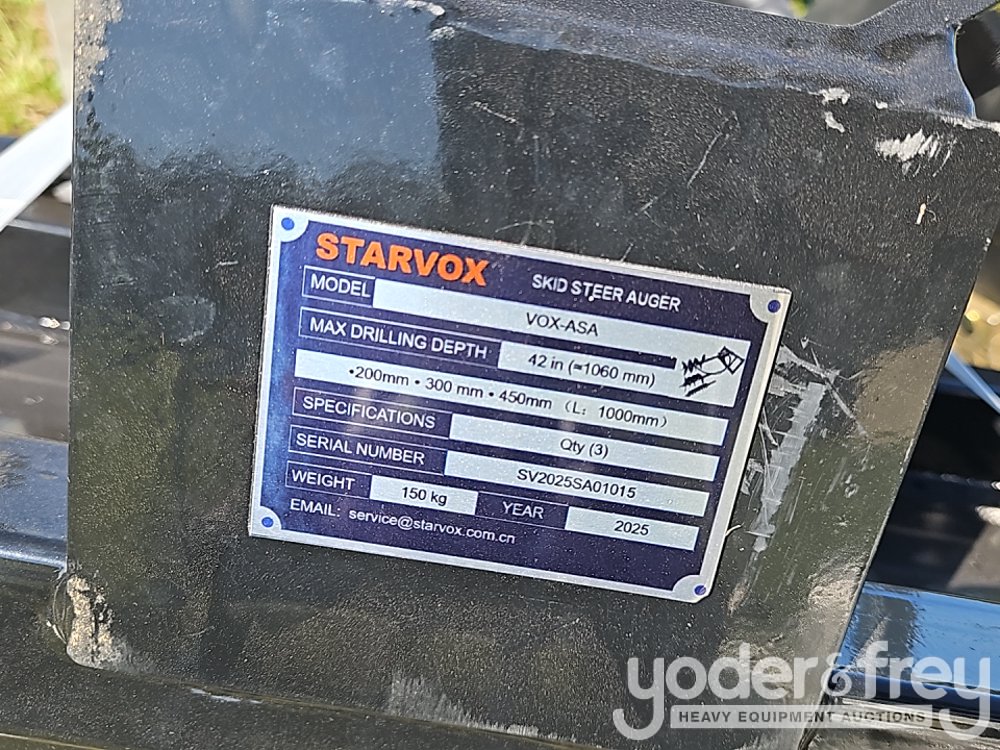 STARVOX SKID STEER AUGER
MODEL VOX-ASA
MAX DRILLING DEPTH 42 in (≈1060 mm)
•200mm • 300 mm • 450mm（L：1000mm）
SPECIFICATIONS Qty (3)
SERIAL NUMBER SV2025SA01015
WEIGHT 150 kg YEAR 2025
EMAIL: service@starvox.com.cn
yoder&frey
HEAVY EQUIPMENT AUCTIONS